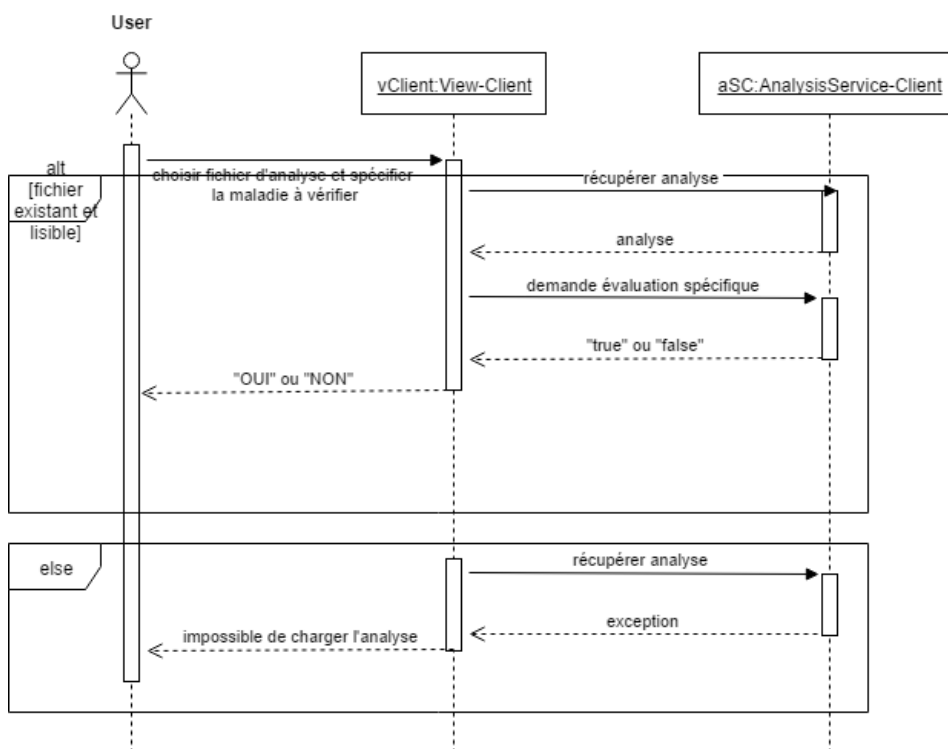 User
vClient:View-Client
aSC:AnalysisService-Client
alt
[fichier
existant et
lisible]
choisir fichier d'analyse et spécifier
la maladie à vérifier
récupérer analyse
analyse
demande évaluation spécifique
"true" ou "false"
"OUI" ou "NON"
else
récupérer analyse
exception
impossible de charger l'analyse